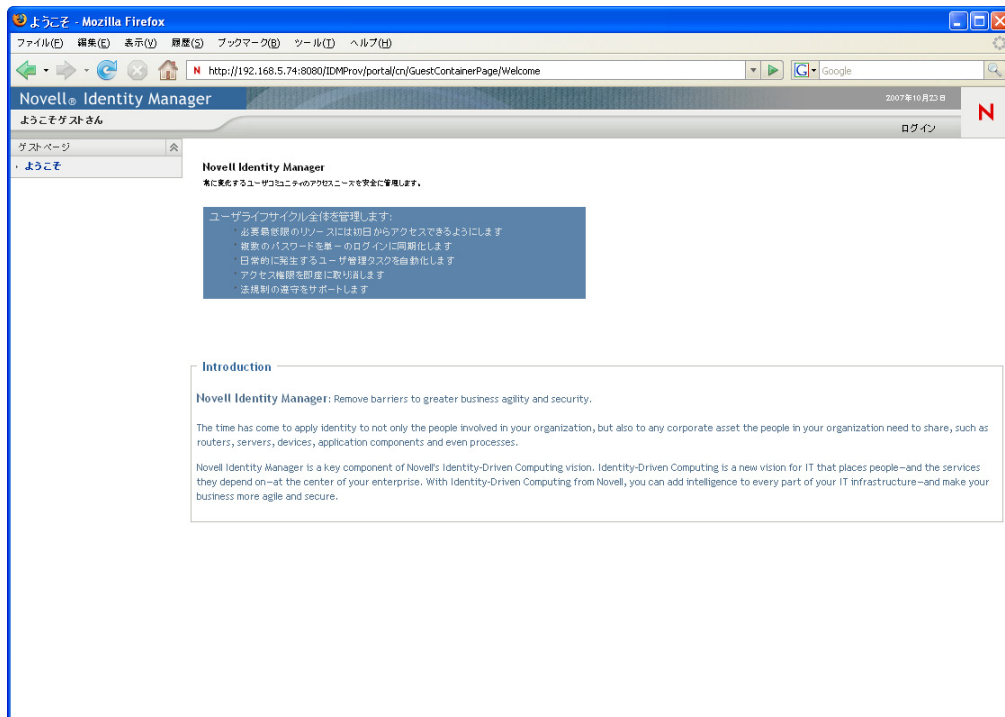 ようこそ - Mozilla Firefox
ファイル(F) 編集(E) 表示(V) 履歴(S) ブックマーク(B) ツール(T) ヘルプ(H)
N http://192.168.5.74:8080/IDMProv/portal/cn/GuestContainerPage/Welcome
G Google
Novell® Identity Manager
2007年10月23日
N
ようこそゲストさん
ログイン
ゲストページ
ようこそ
Novell Identity Manager
常に変化するユーザコミュニティのアクセスニーズを安全に管理します。
ユーザライフサイクル全体を管理します:
必要最低限のリソースには初日からアクセスできるようにします
複数のパスワードを単一のログインに同期化します
日常的に発生するユーザ管理タスクを自動化します
アクセス権限を即座に取り消します
法規制の遵守をサポートします
Introduction
Novell Identity Manager: Remove barriers to greater business agility and security.
The time has come to apply identity to not only the people involved in your organization, but also to any corporate asset the people in your organization need to share, such as
routers, servers, devices, application components and even processes.
Novell Identity Manager is a key component of Novell's Identity-Driven Computing vision. Identity-Driven Computing is a new vision for IT that places people—and the services
they depend on—at the center of your enterprise. With Identity-Driven Computing from Novell, you can add intelligence to every part of your IT infrastructure—and make your
business more agile and secure.